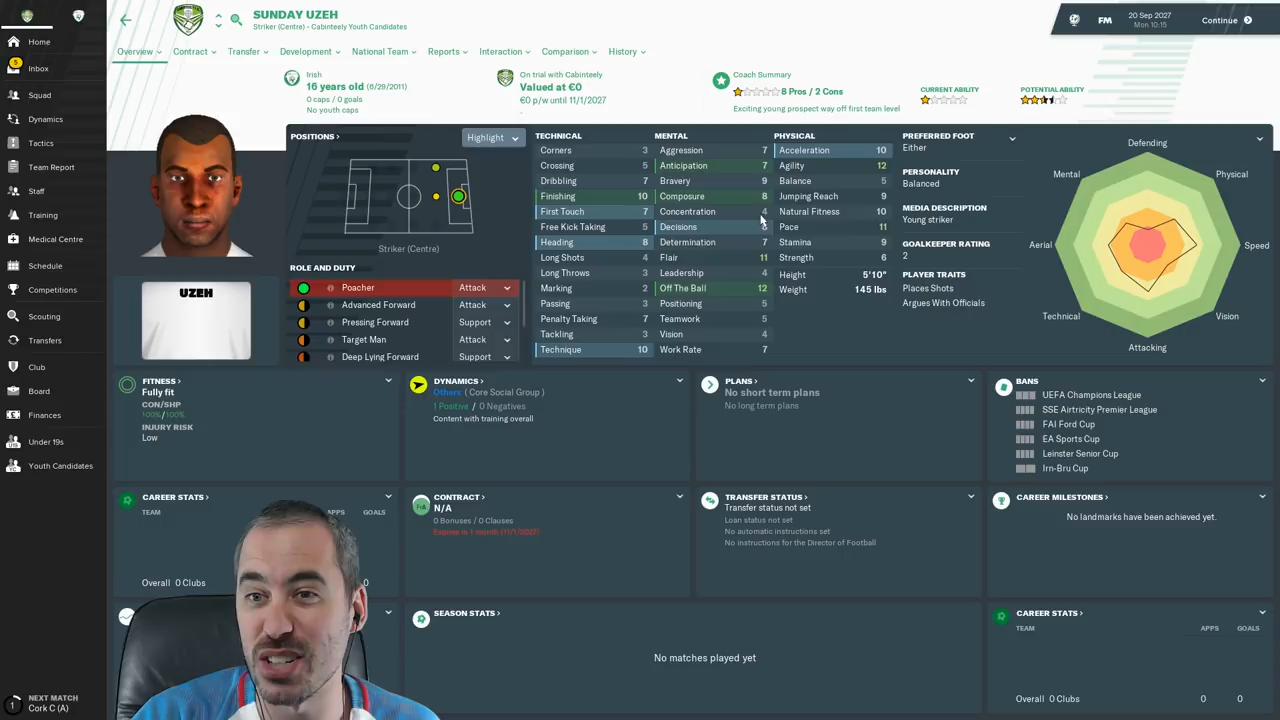 SUNDAY UZEH
Striker (Centre) - Cabinteely Youth Candidates
20 Sep 2027
Mon 10:15
FM
Continue
Overview
Contract
Transfer
Development
National Team
Reports
Interaction
Comparison
History
Home
5
Inbox
Squad
Dynamics
Tactics
Team Report
Staff
Training
Medical Centre
Schedule
Competitions
Scouting
Transfers
Club
Board
Finances
Under 19s
Youth Candidates
1
NEXT MATCH
Cork C (A)
Irish
16 years old (6/29/2011)
0 caps / 0 goals
No youth caps
On trial with Cabinteely
Valued at €0
€0 p/w until 11/1/2027
Coach Summary
8 Pros / 2 Cons
Exciting young prospect way off first team level
CURRENT ABILITY
POTENTIAL ABILITY
UZEH
POSITIONS >
Highlight
Striker (Centre)
ROLE AND DUTY
Poacher Attack
Advanced Forward Attack
Pressing Forward Support
Target Man Attack
Deep Lying Forward Support
TECHNICAL
Corners 3
Crossing 5
Dribbling 7
Finishing 10
First Touch 7
Free Kick Taking 5
Heading 8
Long Shots 4
Long Throws 3
Marking 2
Passing 3
Penalty Taking 7
Tackling 3
Technique 10
MENTAL
Aggression 7
Anticipation 7
Bravery 9
Composure 8
Concentration 4
Decisions
Determination 7
Flair 11
Leadership 4
Off The Ball 12
Positioning 5
Teamwork 5
Vision 4
Work Rate 7
PHYSICAL
Acceleration 10
Agility 12
Balance 5
Jumping Reach 9
Natural Fitness 10
Pace 11
Stamina 9
Strength 6
Height 5'10"
Weight 145 lbs
PREFERRED FOOT
Either
PERSONALITY
Balanced
MEDIA DESCRIPTION
Young striker
GOALKEEPER RATING
2
PLAYER TRAITS
Places Shots
Argues With Officials
Defending
Physical
Speed
Vision
Attacking
Technical
Aerial
Mental
FITNESS >
Fully fit
CON/SHP
100% / 100%
INJURY RISK
Low
DYNAMICS >
Others ( Core Social Group )
1 Positive / 0 Negatives
Content with training overall
PLANS >
No short term plans
No long term plans
BANS
UEFA Champions League
SSE Airtricity Premier League
FAI Ford Cup
EA Sports Cup
Leinster Senior Cup
Irn-Bru Cup
CAREER STATS >
TEAM APPS GOALS
Overall 0 Clubs 0
CONTRACT >
N/A
0 Bonuses / 0 Clauses
Expires in 1 month (11/1/2027)
TRANSFER STATUS >
Transfer status not set
Loan status not set
No automatic instructions set
No instructions for the Director of Football
CAREER MILESTONES >
No landmarks have been achieved yet.
SEASON STATS >
No matches played yet
CAREER STATS >
TEAM APPS GOALS
Overall 0 Clubs 0 0